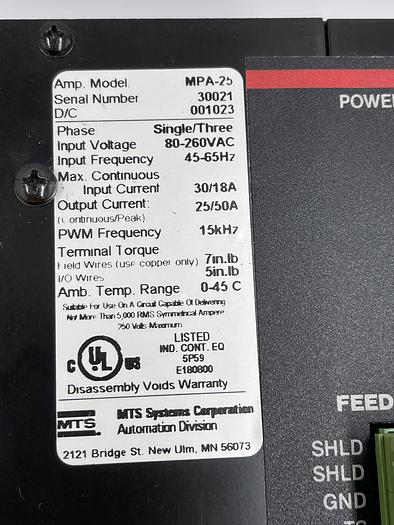 Amp. Model MPA-25
Serial Number 30021
D/C 001023
Phase Single/Three
Input Voltage 80-260VAC
Input Frequency 45-65Hz
Max. Continuous
Input Current 30/18A
Output Current: 25/50A
(Continuous/Peak)
PWM Frequency 15kHz
Terminal Torque
Field Wires (use copper only) 7in.lb
I/O Wires 5in.lb
Amb. Temp. Range 0-45 C
Suitable For Use On A Circuit Capable Of Delivering
Not More Than 5,000 RMS Symmetrical Ampere
250 Volts Maximum
LISTED
IND. CONT. EQ
5P59
E180800
c UL us
Disassembly Voids Warranty
MTS MTS Systems Corporation
Automation Division
2121 Bridge St. New Ulm, MN 56073
POWER
FEED
SHLD
SHLD
GND